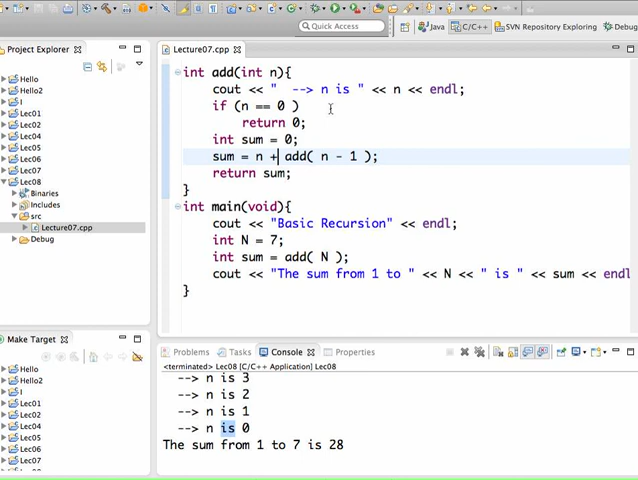 Quick Access
Java
C/C++
SVN Repository Exploring
Debug
Project Explorer
Hello
Hello2
I
Lec01
Lec02
Lec04
Lec05
Lec06
Lec07
Lec08
Binaries
Includes
src
Lecture07.cpp
Debug
Lecture07.cpp
int add(int n){
cout << "  --> n is " << n << endl;
if (n == 0 )
return 0;
int sum = 0;
sum = n + add( n - 1 );
return sum;
}
int main(void){
cout << "Basic Recursion" << endl;
int N = 7;
int sum = add( N );
cout << "The sum from 1 to " << N << " is " << sum << endl
}
Make Target
Hello
Hello2
I
Lec01
Lec02
Lec04
Lec05
Lec06
Lec07
Problems
Tasks
Console
Properties
<terminated> Lec08 [C/C++ Application] Lec08
--> n is 3
--> n is 2
--> n is 1
--> n is 0
The sum from 1 to 7 is 28